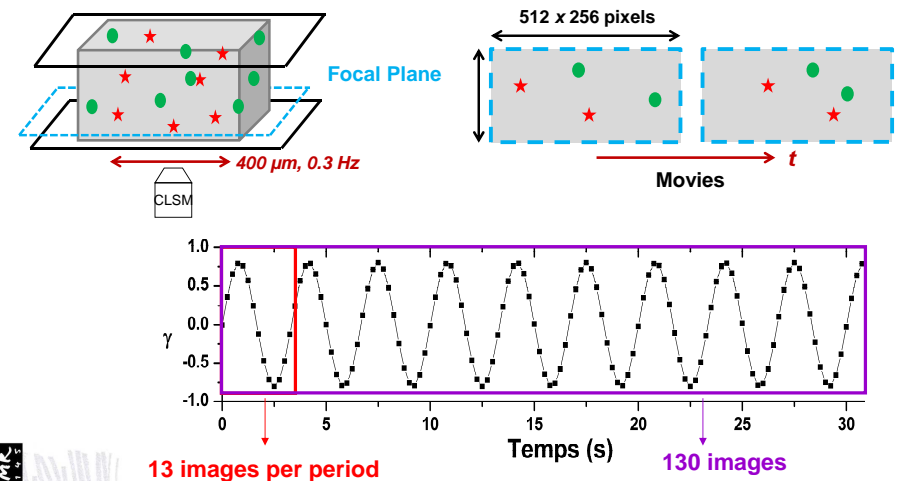 512 x 256 pixels
Focal Plane
400 µm, 0.3 Hz
CLSM
t
Movies
1.0
0.5
0.0
γ
-0.5
-1.0
0 5 10 15 20 25 30
Temps (s)
13 images per period
130 images